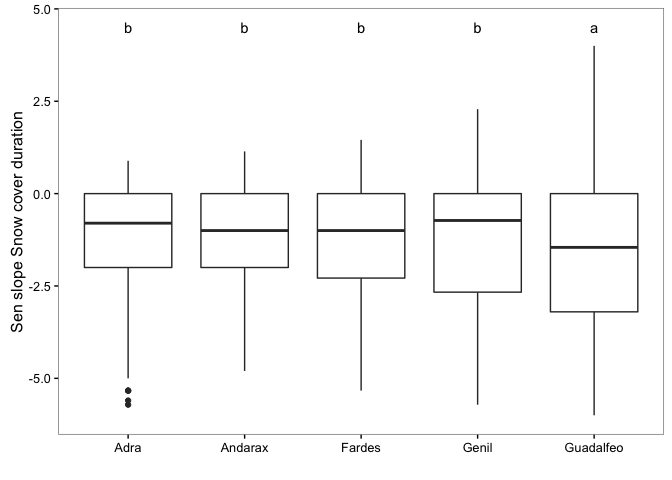 Sen slope Snow cover duration
5.0
2.5
0.0
-2.5
-5.0
b b b b a
Adra Andarax Fardes Genil Guadalfeo